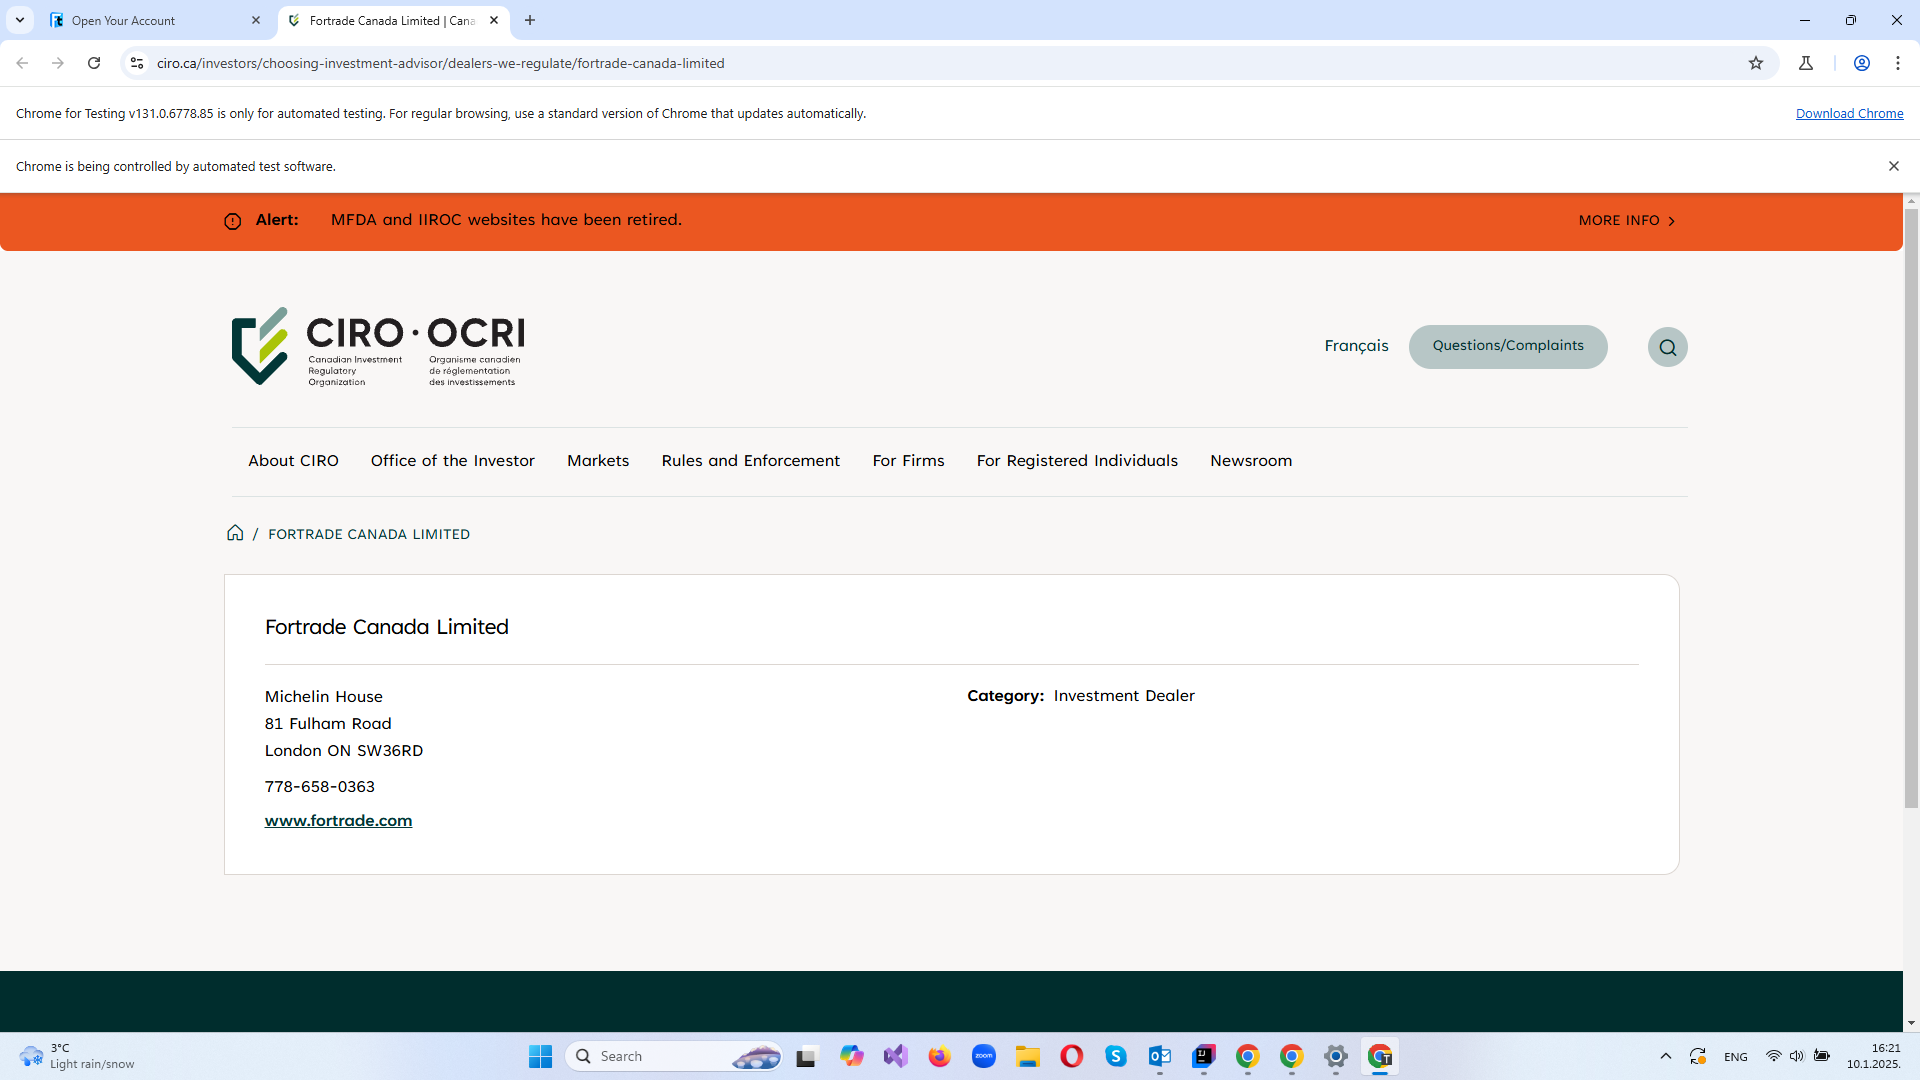 Open Your Account
Fortrade Canada Limited | Cana
ciro.ca/investors/choosing-investment-advisor/dealers-we-regulate/fortrade-canada-limited
Chrome for Testing v131.0.6778.85 is only for automated testing. For regular browsing, use a standard version of Chrome that updates automatically.
Download Chrome
Chrome is being controlled by automated test software.
Alert: MFDA and IIROC websites have been retired.
MORE INFO
CIRO · OCRI
Canadian Investment Regulatory Organization
Organisme canadien de réglementation des investissements
Français
Questions/Complaints
About CIRO Office of the Investor Markets Rules and Enforcement For Firms For Registered Individuals Newsroom
/ FORTRADE CANADA LIMITED
Fortrade Canada Limited
Michelin House
81 Fulham Road
London ON SW36RD
778-658-0363
www.fortrade.com
Category: Investment Dealer
3°C
Light rain/snow
Search
zoom
ENG
16:21
10.1.2025.